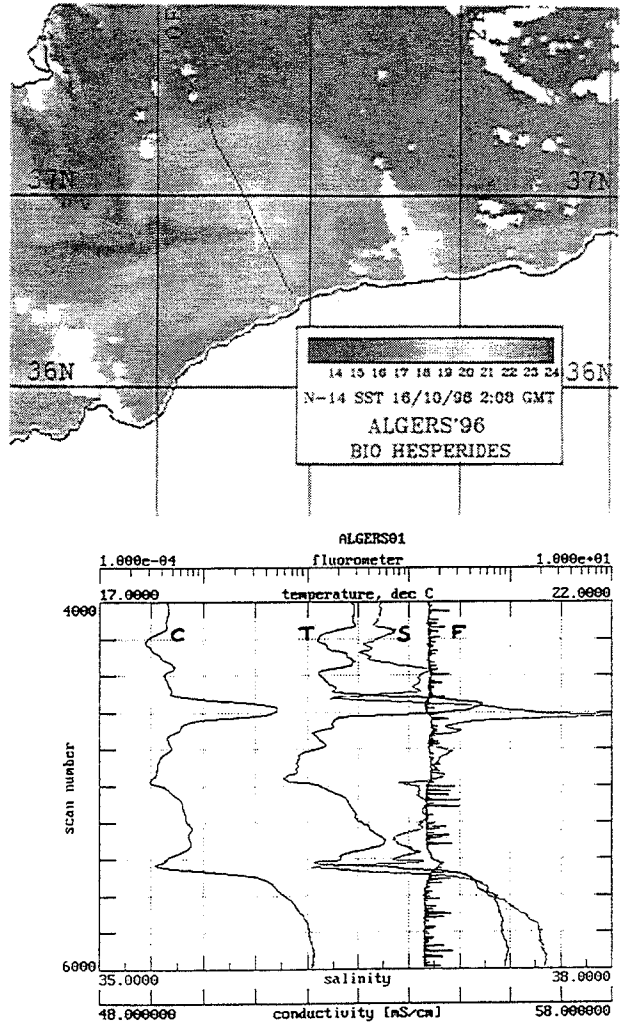 0E
2E
37N 37N
36N 36N
14 15 16 17 18 19 20 21 22 23 24
N-14 SST 16/10/96 2:08 GMT
ALGERS'96
BIO HESPERIDES
ALGERS01
1.000e-04 fluorometer 1.000e+01
17.0000 temperature, dec C 22.0000
4000
C T S F
scan number
6000
35.0000 salinity 38.0000
48.000000 conductivity [mS/cm] 58.000000